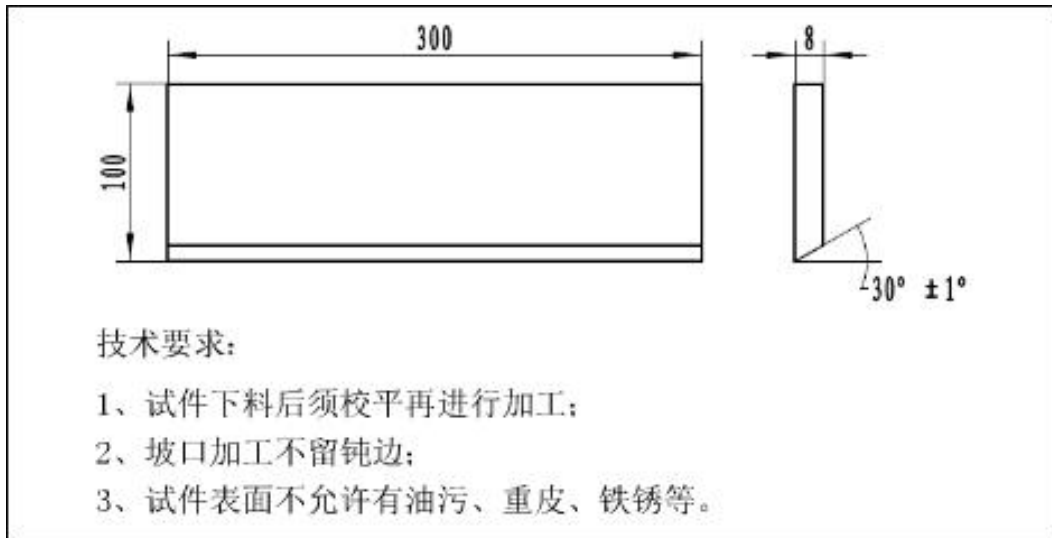 300
8
100
30° ±1°
技术要求：
1、试件下料后须校平再进行加工；
2、坡口加工不留钝边；
3、试件表面不允许有油污、重皮、铁锈等。